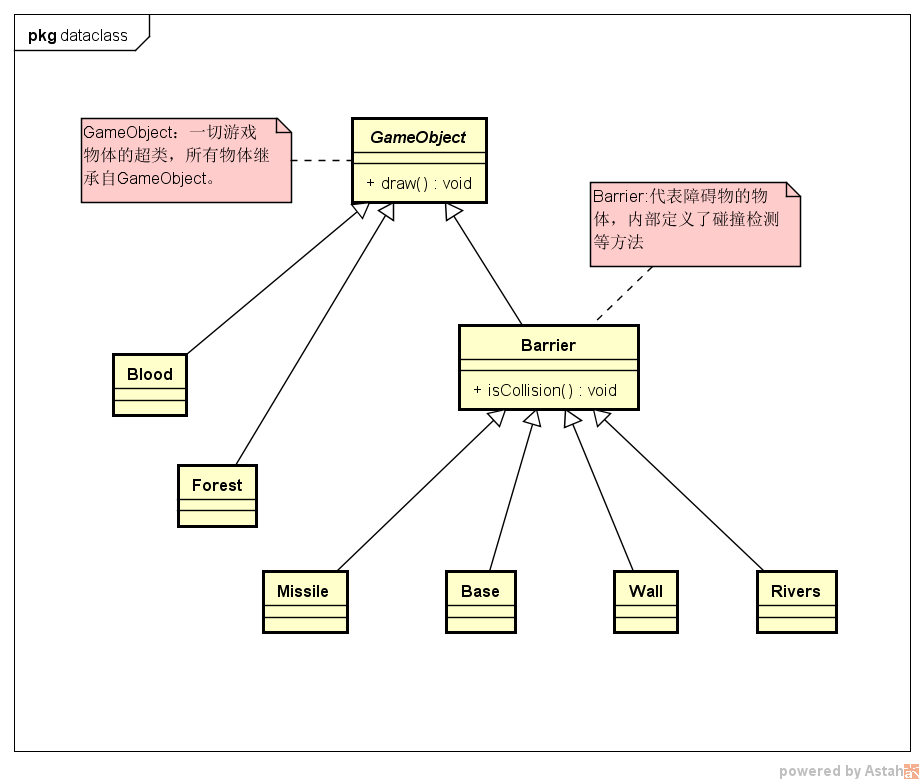 pkg dataclass
GameObject：一切游戏
物体的超类，所有物体继
承自GameObject。
GameObject
+ draw() : void
Barrier:代表障碍物的物
体，内部定义了碰撞检测
等方法
Barrier
+ isCollision() : void
Blood
Forest
Missile
Base
Wall
Rivers
powered by Astah